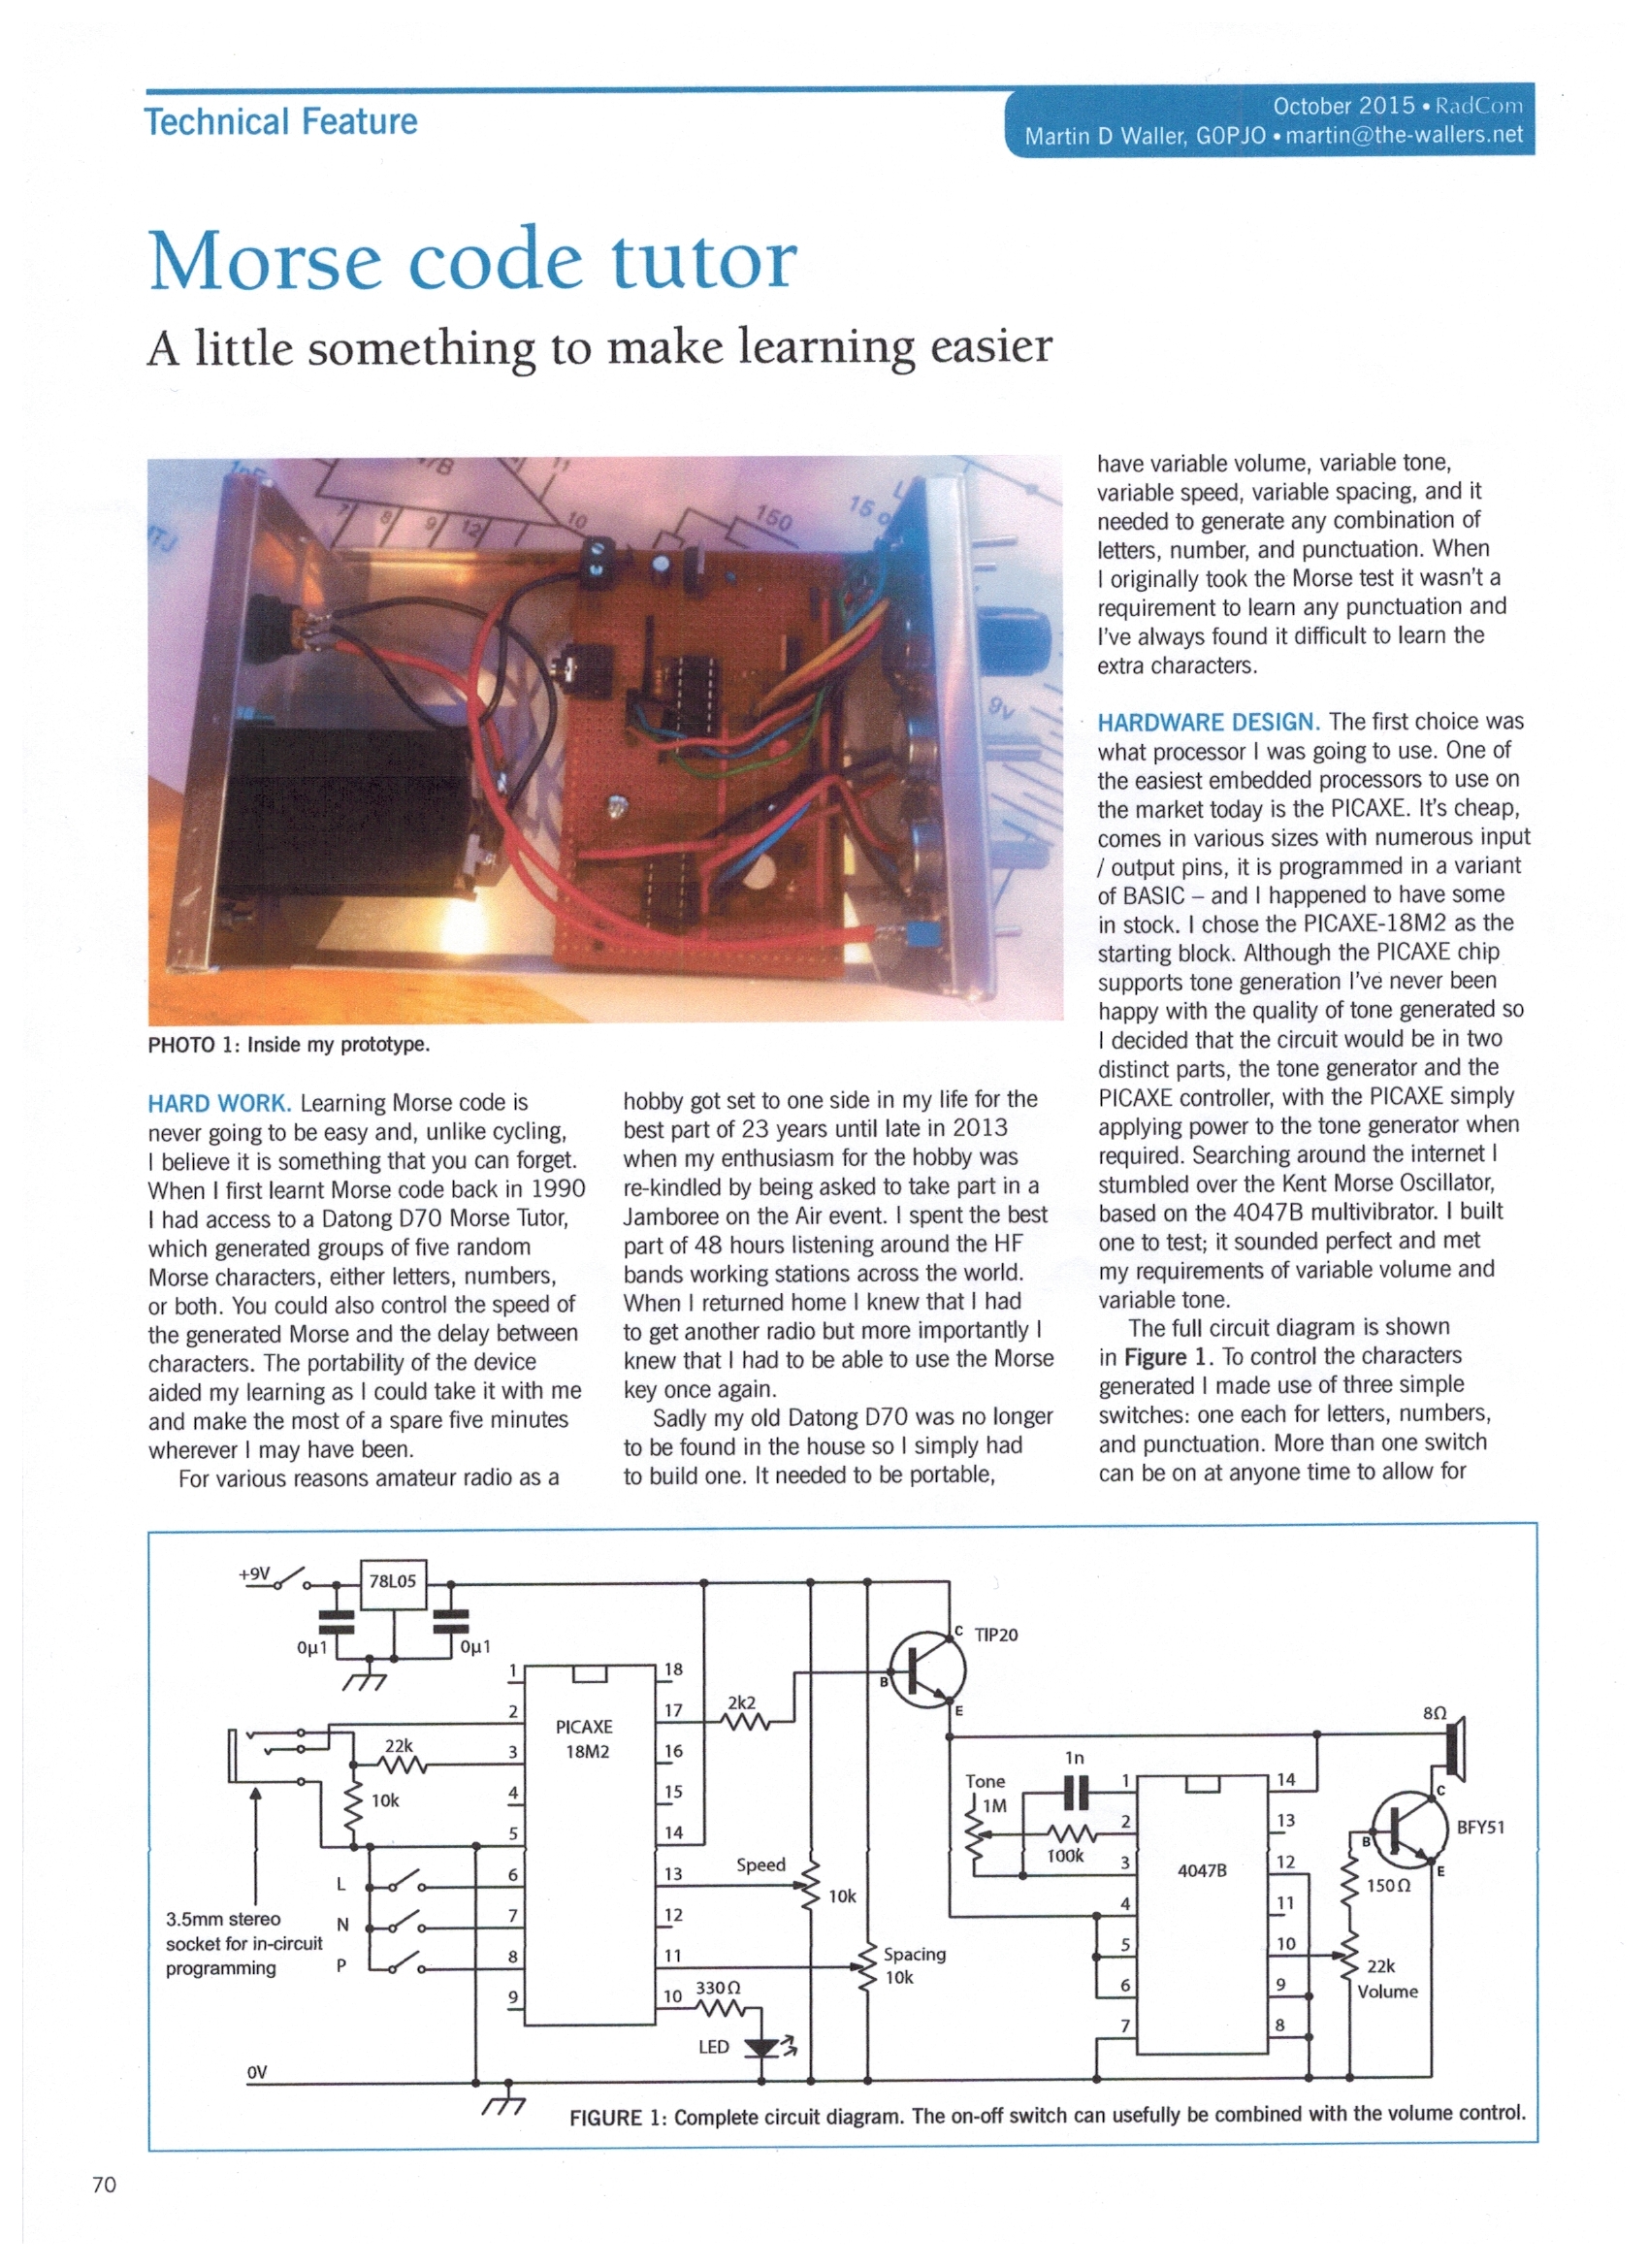 Technical Feature
October 2015 • RadCom
Martin D Waller, G0PJO • martin@the-wallers.net
Morse code tutor
A little something to make learning easier
PHOTO 1: Inside my prototype.
HARD WORK. Learning Morse code is
never going to be easy and, unlike cycling,
I believe it is something that you can forget.
When I first learnt Morse code back in 1990
I had access to a Datong D70 Morse Tutor,
which generated groups of five random
Morse characters, either letters, numbers,
or both. You could also control the speed of
the generated Morse and the delay between
characters. The portability of the device
aided my learning as I could take it with me
and make the most of a spare five minutes
wherever I may have been.
For various reasons amateur radio as a
hobby got set to one side in my life for the
best part of 23 years until late in 2013
when my enthusiasm for the hobby was
re-kindled by being asked to take part in a
Jamboree on the Air event. I spent the best
part of 48 hours listening around the HF
bands working stations across the world.
When I returned home I knew that I had
to get another radio but more importantly I
knew that I had to be able to use the Morse
key once again.
Sadly my old Datong D70 was no longer
to be found in the house so I simply had
to build one. It needed to be portable,
have variable volume, variable tone,
variable speed, variable spacing, and it
needed to generate any combination of
letters, number, and punctuation. When
I originally took the Morse test it wasn't a
requirement to learn any punctuation and
I've always found it difficult to learn the
extra characters.
HARDWARE DESIGN. The first choice was
what processor I was going to use. One of
the easiest embedded processors to use on
the market today is the PICAXE. It's cheap,
comes in various sizes with numerous input
/ output pins, it is programmed in a variant
of BASIC – and I happened to have some
in stock. I chose the PICAXE-18M2 as the
starting block. Although the PICAXE chip
supports tone generation I've never been
happy with the quality of tone generated so
I decided that the circuit would be in two
distinct parts, the tone generator and the
PICAXE controller, with the PICAXE simply
applying power to the tone generator when
required. Searching around the internet I
stumbled over the Kent Morse Oscillator,
based on the 4047B multivibrator. I built
one to test; it sounded perfect and met
my requirements of variable volume and
variable tone.
The full circuit diagram is shown
in Figure 1. To control the characters
generated I made use of three simple
switches: one each for letters, numbers,
and punctuation. More than one switch
can be on at anyone time to allow for
+9V
78L05
0µ1
0µ1
3.5mm stereo
socket for in-circuit
programming
22k
10k
L
N
P
0V
1
2
3
4
5
6
7
8
9
PICAXE
18M2
18
17
16
15
14
13
12
11
10
2k2
330Ω
LED
Speed
10k
Spacing
10k
B
C
E
TIP20
Tone
1M
1n
100k
1
2
3
4
5
6
7
4047B
14
13
12
11
10
9
8
8Ω
B
C
E
BFY51
150Ω
22k
Volume
FIGURE 1: Complete circuit diagram. The on-off switch can usefully be combined with the volume control.
70
7
8
9
12
10
150
15 o
9v